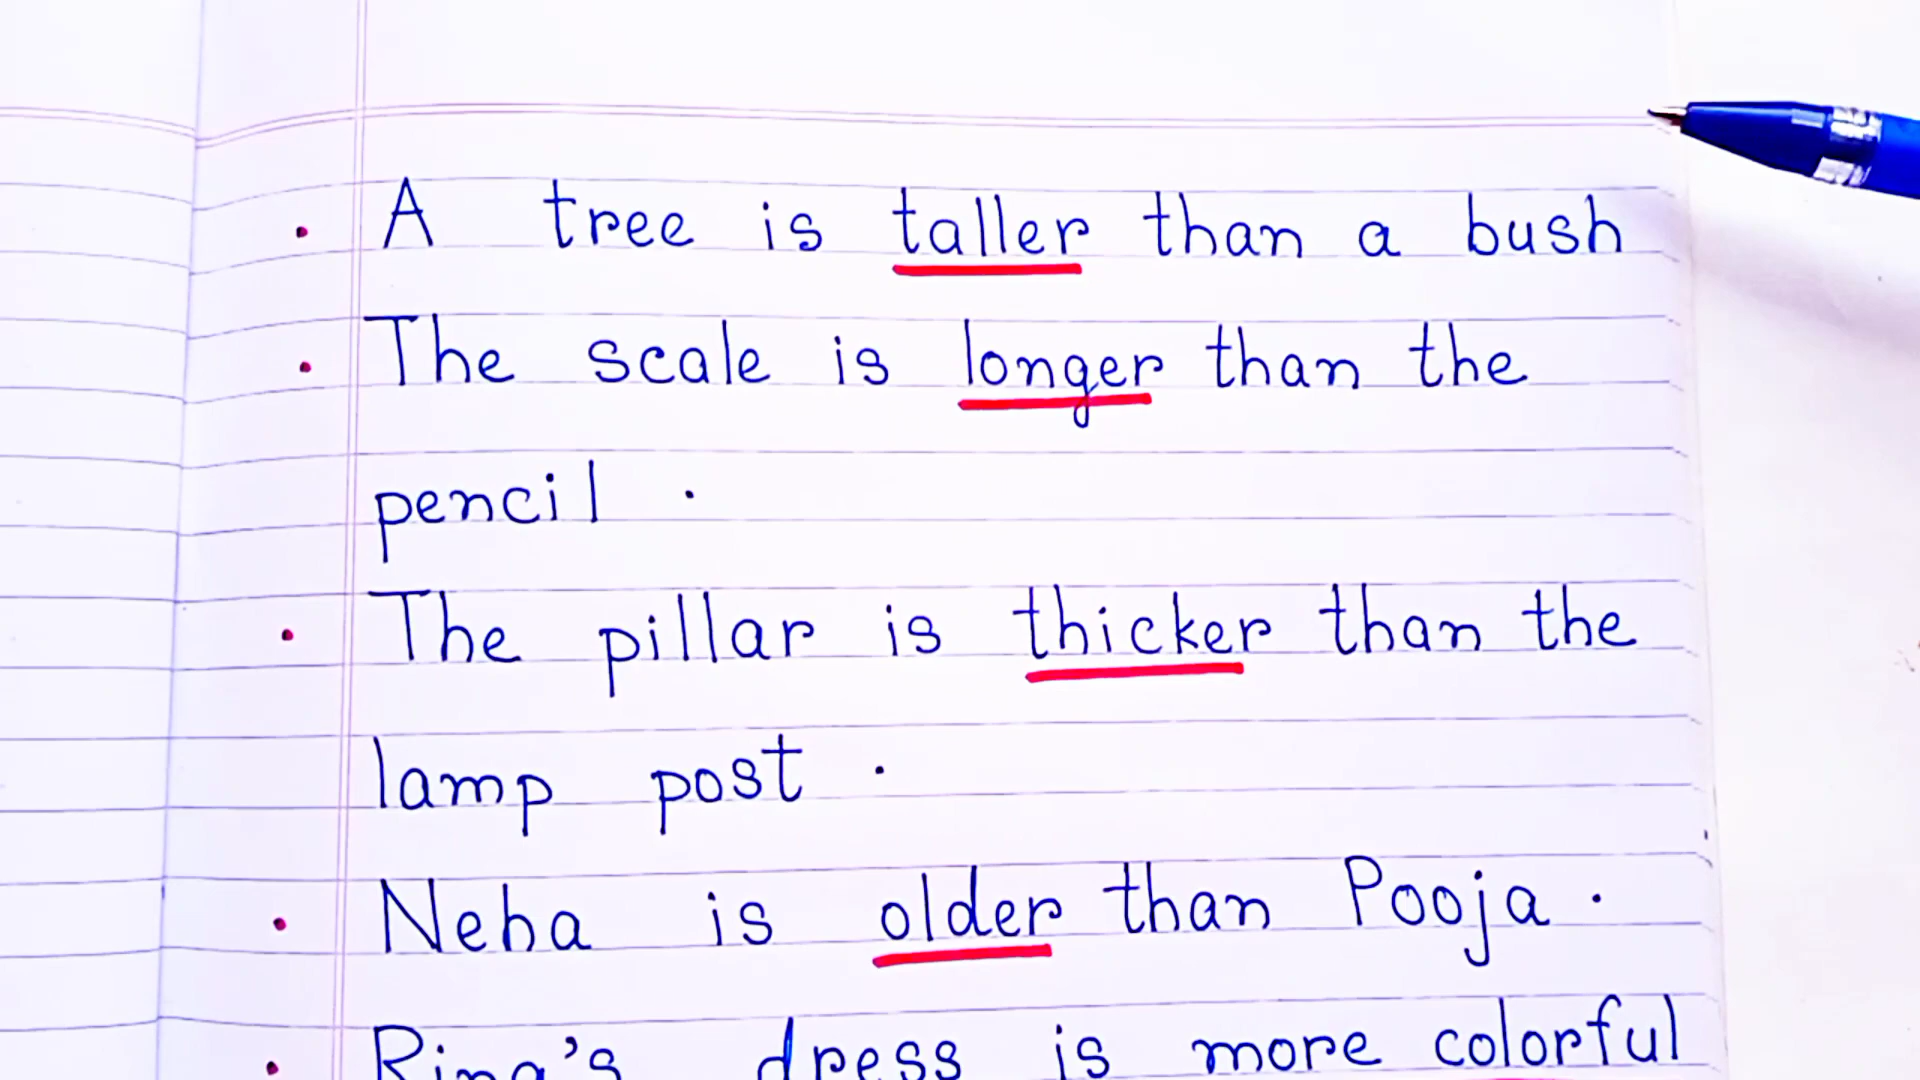 • A tree is taller than a bush
• The scale is longer than the
pencil .
• The pillar is thicker than the
lamp post .
• Neha is older than Pooja .
• Rina's dress is more colorful